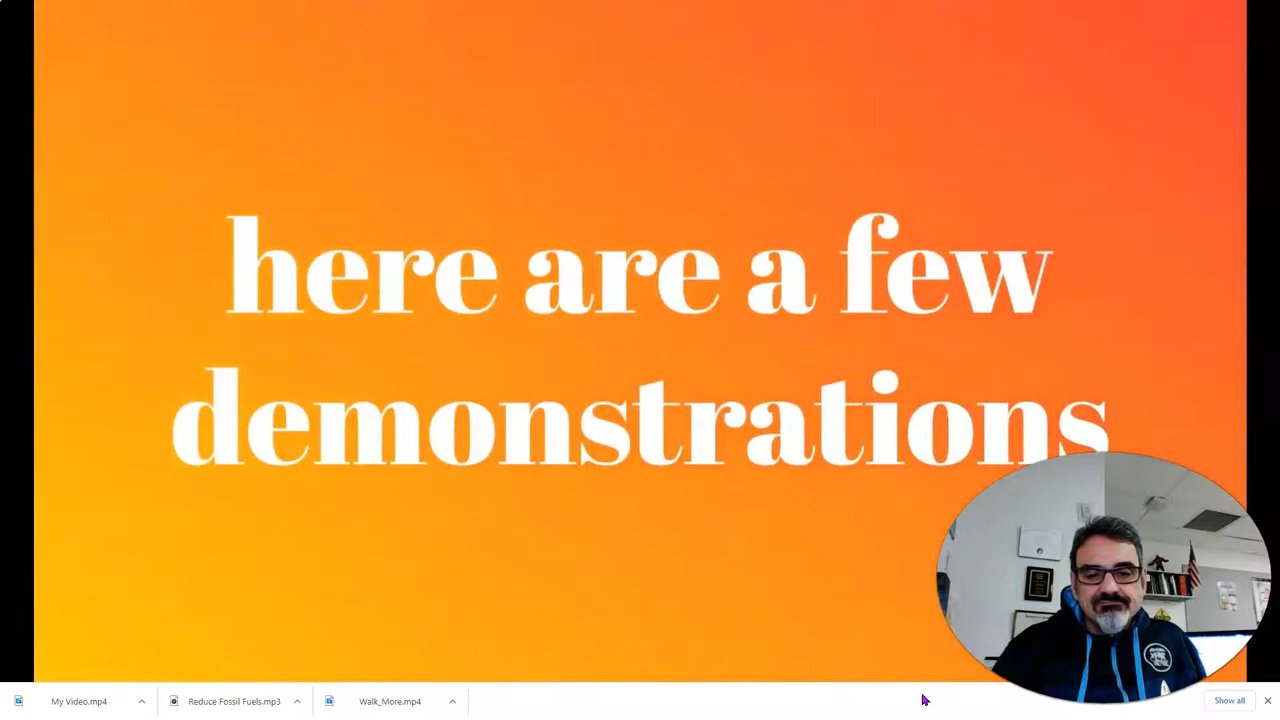 here are a few
demonstrations
My Video.mp4
Reduce Fossil Fuels.mp3
Walk_More.mp4
Show all